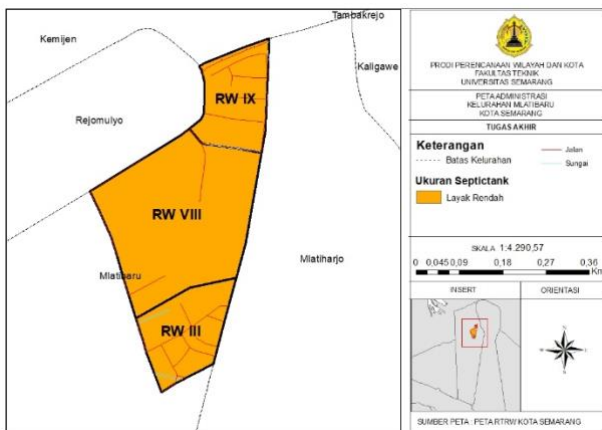 Tambakrejo
Kemijen
Kaligawe
RW IX
Rejomulyo
RW VIII
Mlatiharjo
Mlatibaru
RW III
PRODI PERENCANAAN WILAYAH DAN KOTA
FAKULTAS TEKNIK
UNIVERSITAS SEMARANG
PETA ADMINISTRASI
KELURAHAN MLATIBARU
KOTA SEMARANG
TUGAS AKHIR
Keterangan
Batas Kelurahan
Jalan
Sungai
Ukuran Septictank
Layak Rendah
SKALA 1:4.290,57
0 0,045 0,09 0,18 0,27 0,36
Km
INSERT
ORIENTASI
SUMBER PETA : PETA RTRW KOTA SEMARANG